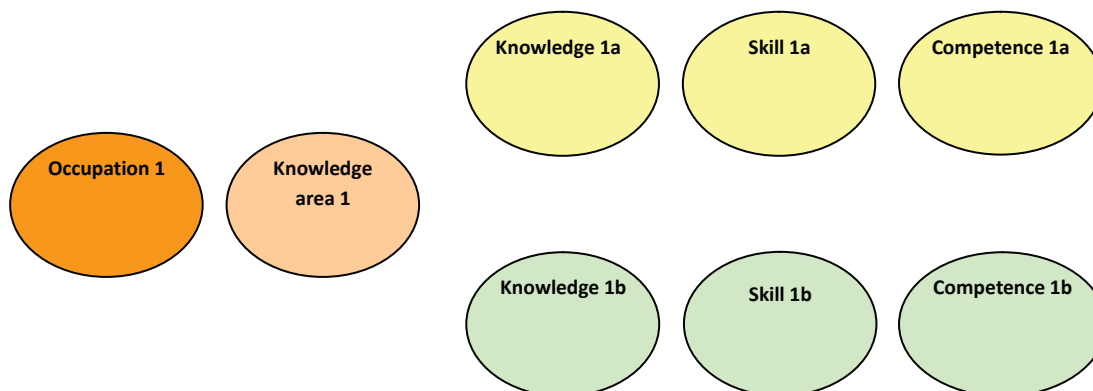 Knowledge 1a
Skill 1a
Competence 1a
Occupation 1
Knowledge
area 1
Knowledge 1b
Skill 1b
Competence 1b